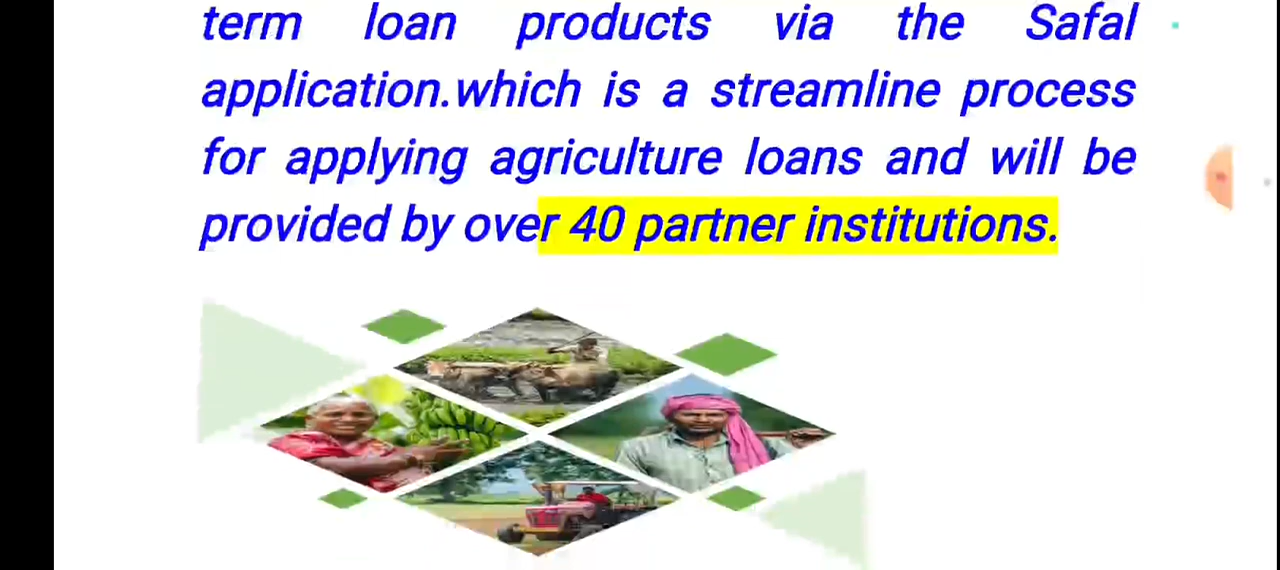 term loan products via the Safal
application.which is a streamline process
for applying agriculture loans and will be
provided by over 40 partner institutions.